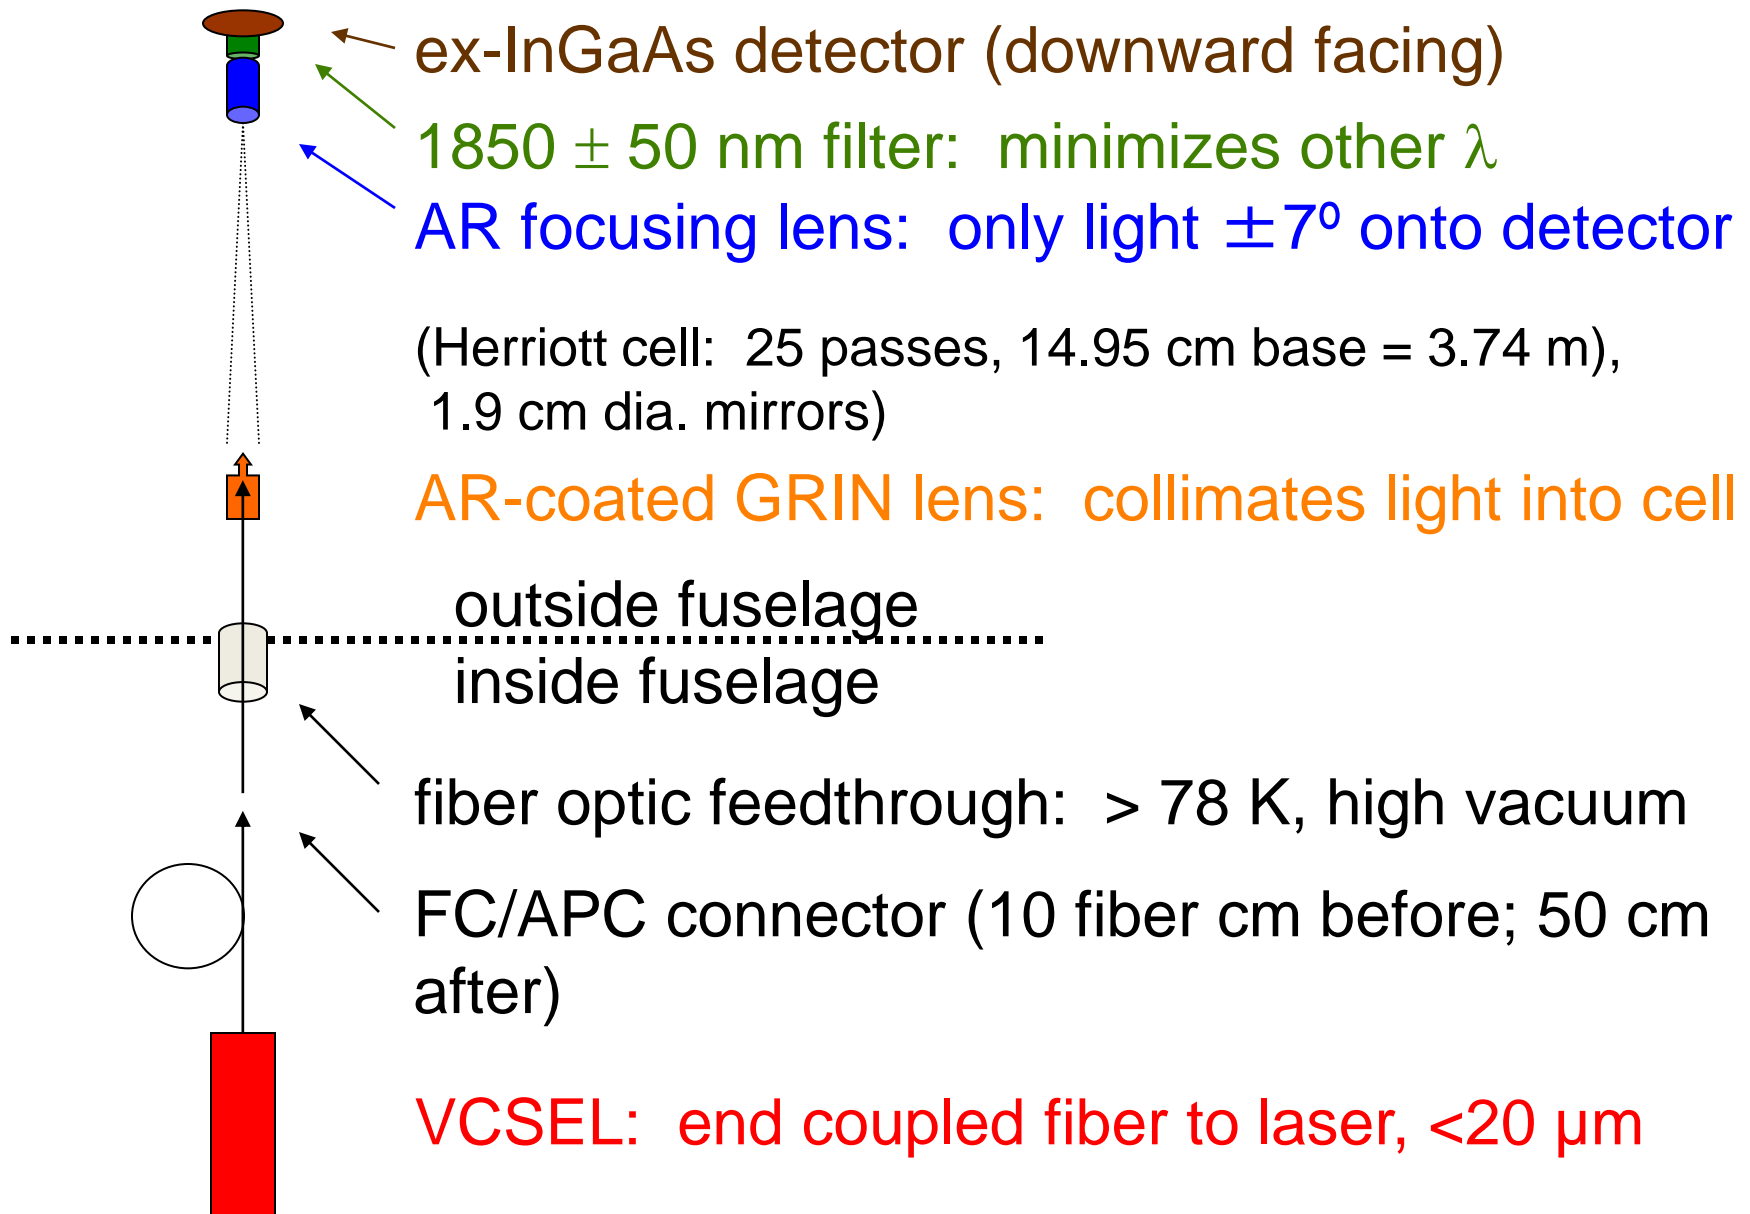 ex-InGaAs detector (downward facing)
1850 ± 50 nm filter:  minimizes other λ
AR focusing lens:  only light ±7º onto detector
(Herriott cell:  25 passes, 14.95 cm base = 3.74 m),
1.9 cm dia. mirrors)
AR-coated GRIN lens:  collimates light into cell
outside fuselage
inside fuselage
fiber optic feedthrough:  > 78 K, high vacuum
FC/APC connector (10 fiber cm before; 50 cm
after)
VCSEL:  end coupled fiber to laser, <20 µm